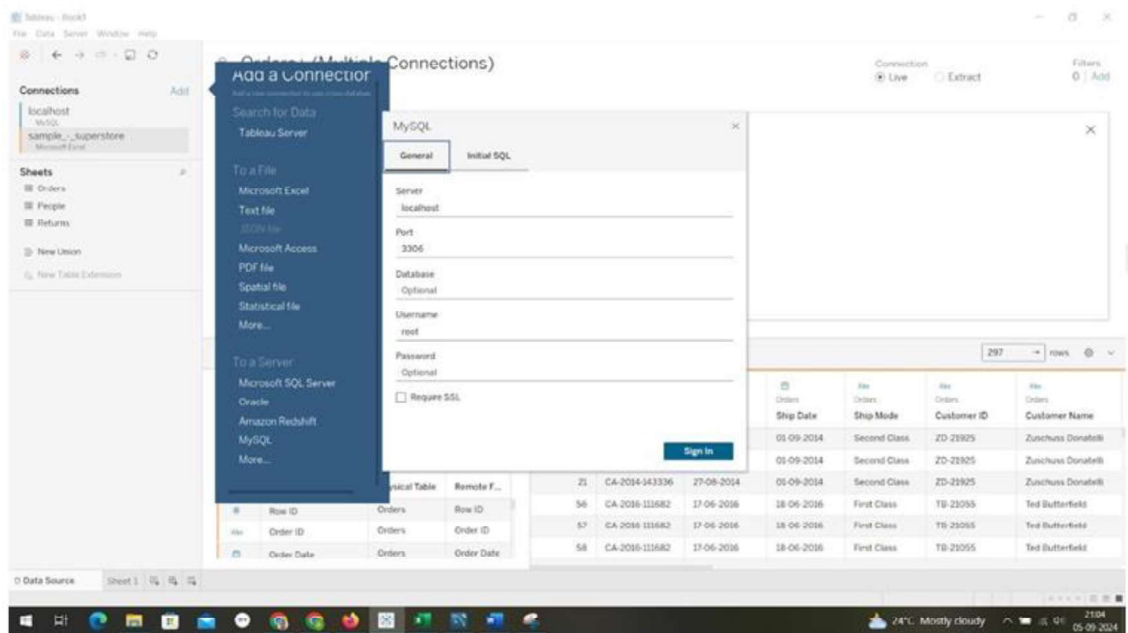 Tableau - Book3
File Data Server Window Help
Connections Add
localhost
MySQL
sample_-_superstore
Microsoft Excel
Sheets
Orders
People
Returns
New Union
New Table Extension
Orders+ (Multiple Connections)
Connection
Live Extract
Filters
0 | Add
Add a Connection
Search for Data
Tableau Server
To a File
Microsoft Excel
Text file
JSON file
Microsoft Access
PDF file
Spatial file
Statistical file
More...
To a Server
Microsoft SQL Server
Oracle
Amazon Redshift
MySQL
More...
MySQL
General Initial SQL
Server
localhost
Port
3306
Database
Optional
Username
root
Password
Optional
Require SSL
Sign In
297 rows
Physical Table Remote F...
Row ID Orders Row ID
Abc Order ID Orders Order ID
Order Date Orders Order Date
Abc Abc Abc
Orders Orders Orders Orders
Ship Date Ship Mode Customer ID Customer Name
01-09-2014 Second Class ZD-21925 Zuschuss Donatelli
01-09-2014 Second Class ZD-21925 Zuschuss Donatelli
21 CA-2014-143336 27-08-2014 01-09-2014 Second Class ZD-21925 Zuschuss Donatelli
56 CA-2016-111682 17-06-2016 18-06-2016 First Class TB-21055 Ted Butterfield
57 CA-2016-111682 17-06-2016 18-06-2016 First Class TB-21055 Ted Butterfield
58 CA-2016-111682 17-06-2016 18-06-2016 First Class TB-21055 Ted Butterfield
Data Source Sheet 1
24°C Mostly cloudy
21:04
05-09-2024